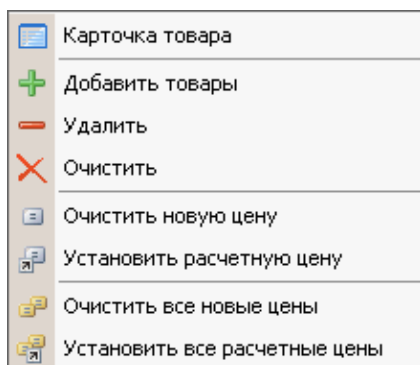 Карточка товара
Добавить товары
Удалить
Очистить
Очистить новую цену
Установить расчетную цену
Очистить все новые цены
Установить все расчетные цены